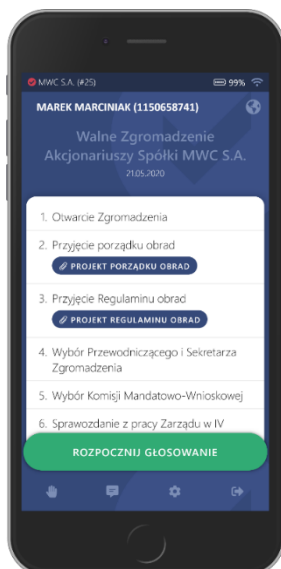 MWC S.A. (#25) 99%
MAREK MARCINIAK (1150658741)
Walne Zgromadzenie
Akcjonariuszy Spółki MWC S.A.
21.05.2020
1. Otwarcie Zgromadzenia
2. Przyjęcie porządku obrad
PROJEKT PORZĄDKU OBRAD
3. Przyjęcie Regulaminu obrad
PROJEKT REGULAMINU OBRAD
4. Wybór Przewodniczącego i Sekretarza
Zgromadzenia
5. Wybór Komisji Mandatowo-Wnioskowej
6. Sprawozdanie z pracy Zarządu w IV
ROZPOCZNIJ GŁOSOWANIE